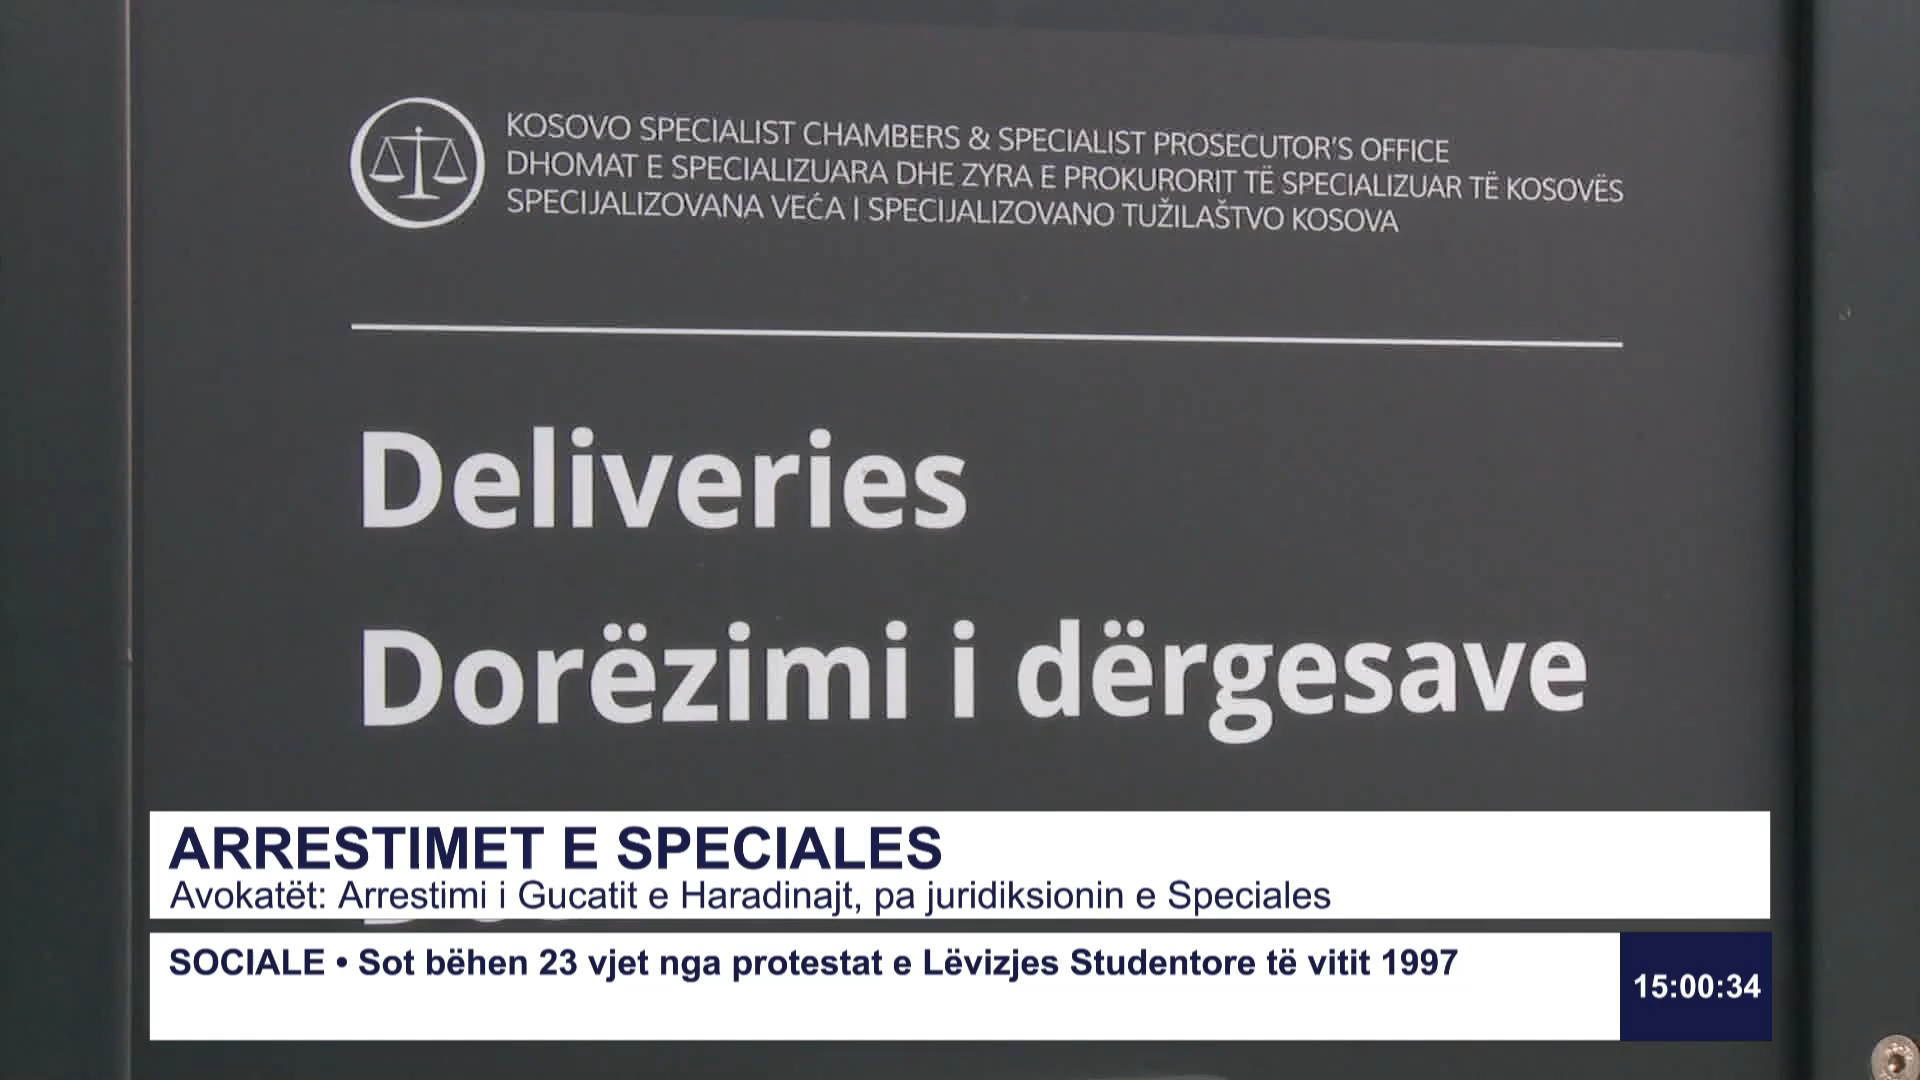 KOSOVO SPECIALIST CHAMBERS & SPECIALIST PROSECUTOR'S OFFICE
DHOMAT E SPECIALIZUARA DHE ZYRA E PROKURORIT TË SPECIALIZUAR TË KOSOVËS
SPECIJALIZOVANA VEĆA I SPECIJALIZOVANO TUŽILAŠTVO KOSOVA
Deliveries
Dorëzimi i dërgesave
ARRESTIMET E SPECIALES
Avokatët: Arrestimi i Gucatit e Haradinajt, pa juridiksionin e Speciales
SOCIALE • Sot bëhen 23 vjet nga protestat e Lëvizjes Studentore të vitit 1997
15:00:34